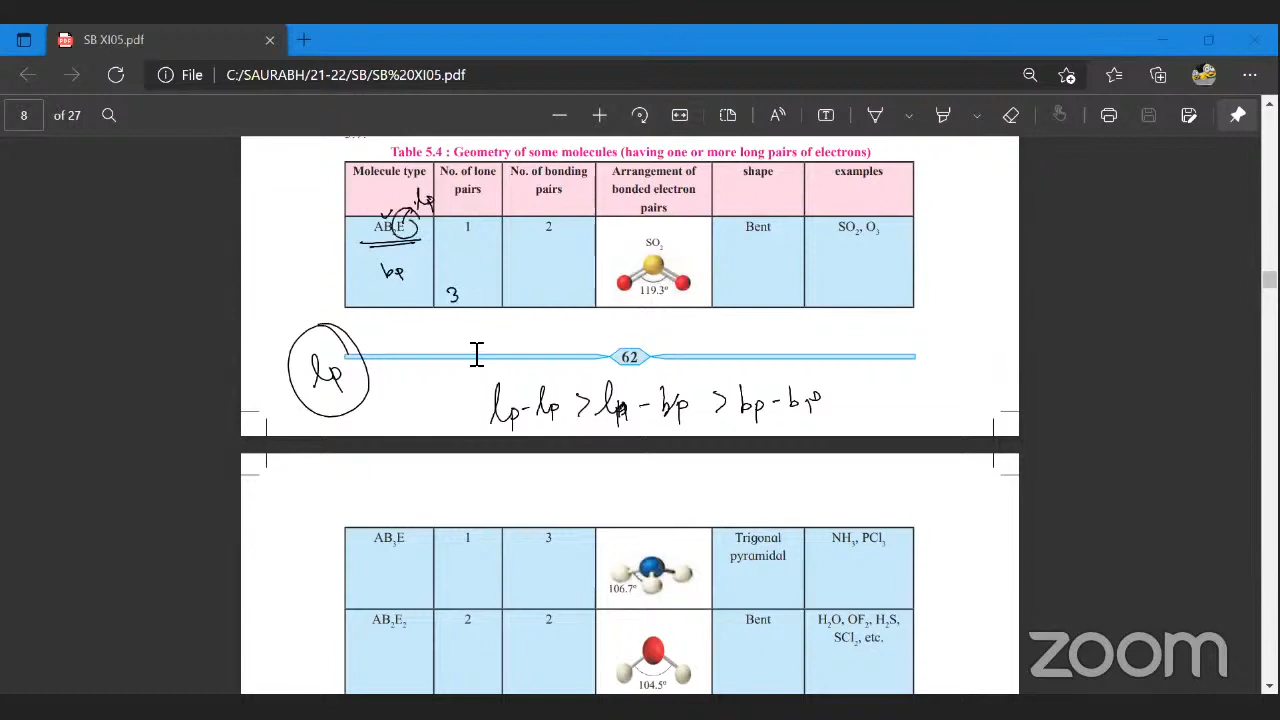 SB XI05.pdf
File C:/SAURABH/21-22/SB/SB%20XI05.pdf
8 of 27
Table 5.4 : Geometry of some molecules (having one or more long pairs of electrons)
Molecule type No. of lone pairs No. of bonding pairs Arrangement of bonded electron pairs shape examples
lp
AB₂E 1 2 SO₂ Bent SO₂, O₃
bp
119.3°
3
lp
62
lp - lp > lp - bp > bp - bp
AB₃E 1 3 Trigonal pyramidal NH₃, PCl₃
106.7°
AB₂E₂ 2 2 Bent H₂O, OF₂, H₂S, SCl₂, etc.
104.5°
zoom